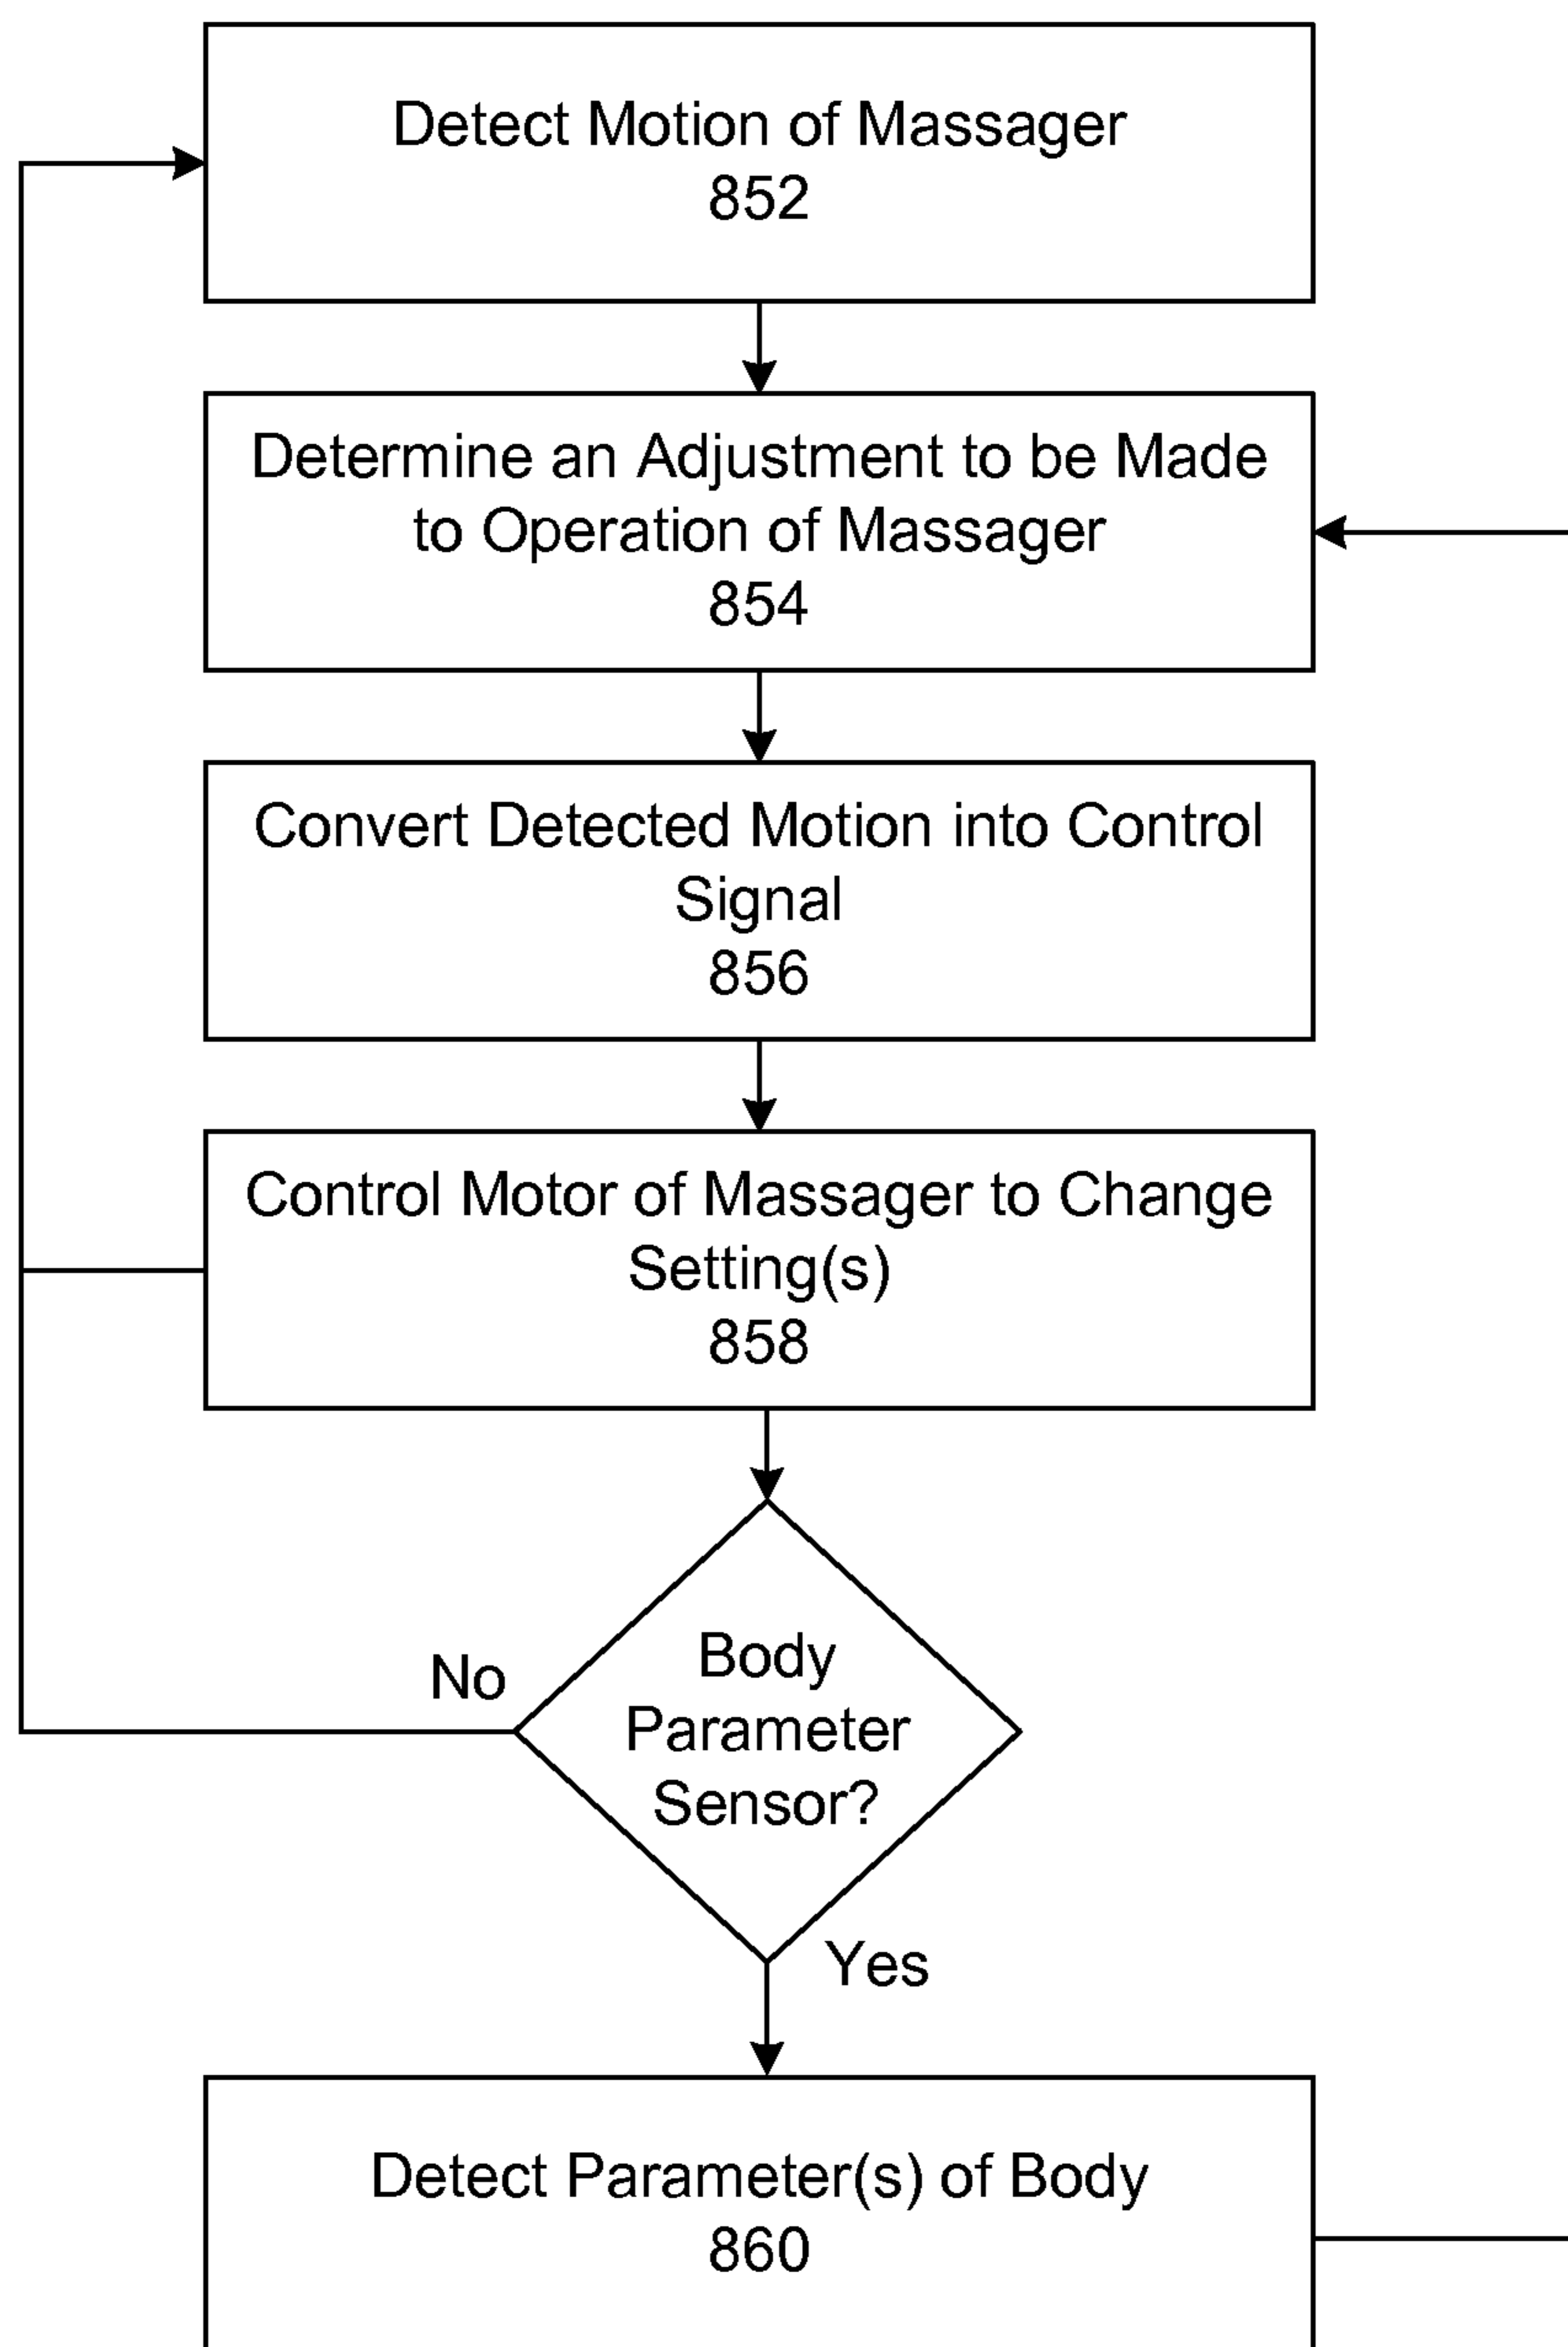 Detect Motion of Massager
852
Determine an Adjustment to be Made
to Operation of Massager
854
Convert Detected Motion into Control
Signal
856
Control Motor of Massager to Change
Setting(s)
858
No
Body
Parameter
Sensor?
Yes
Detect Parameter(s) of Body
860